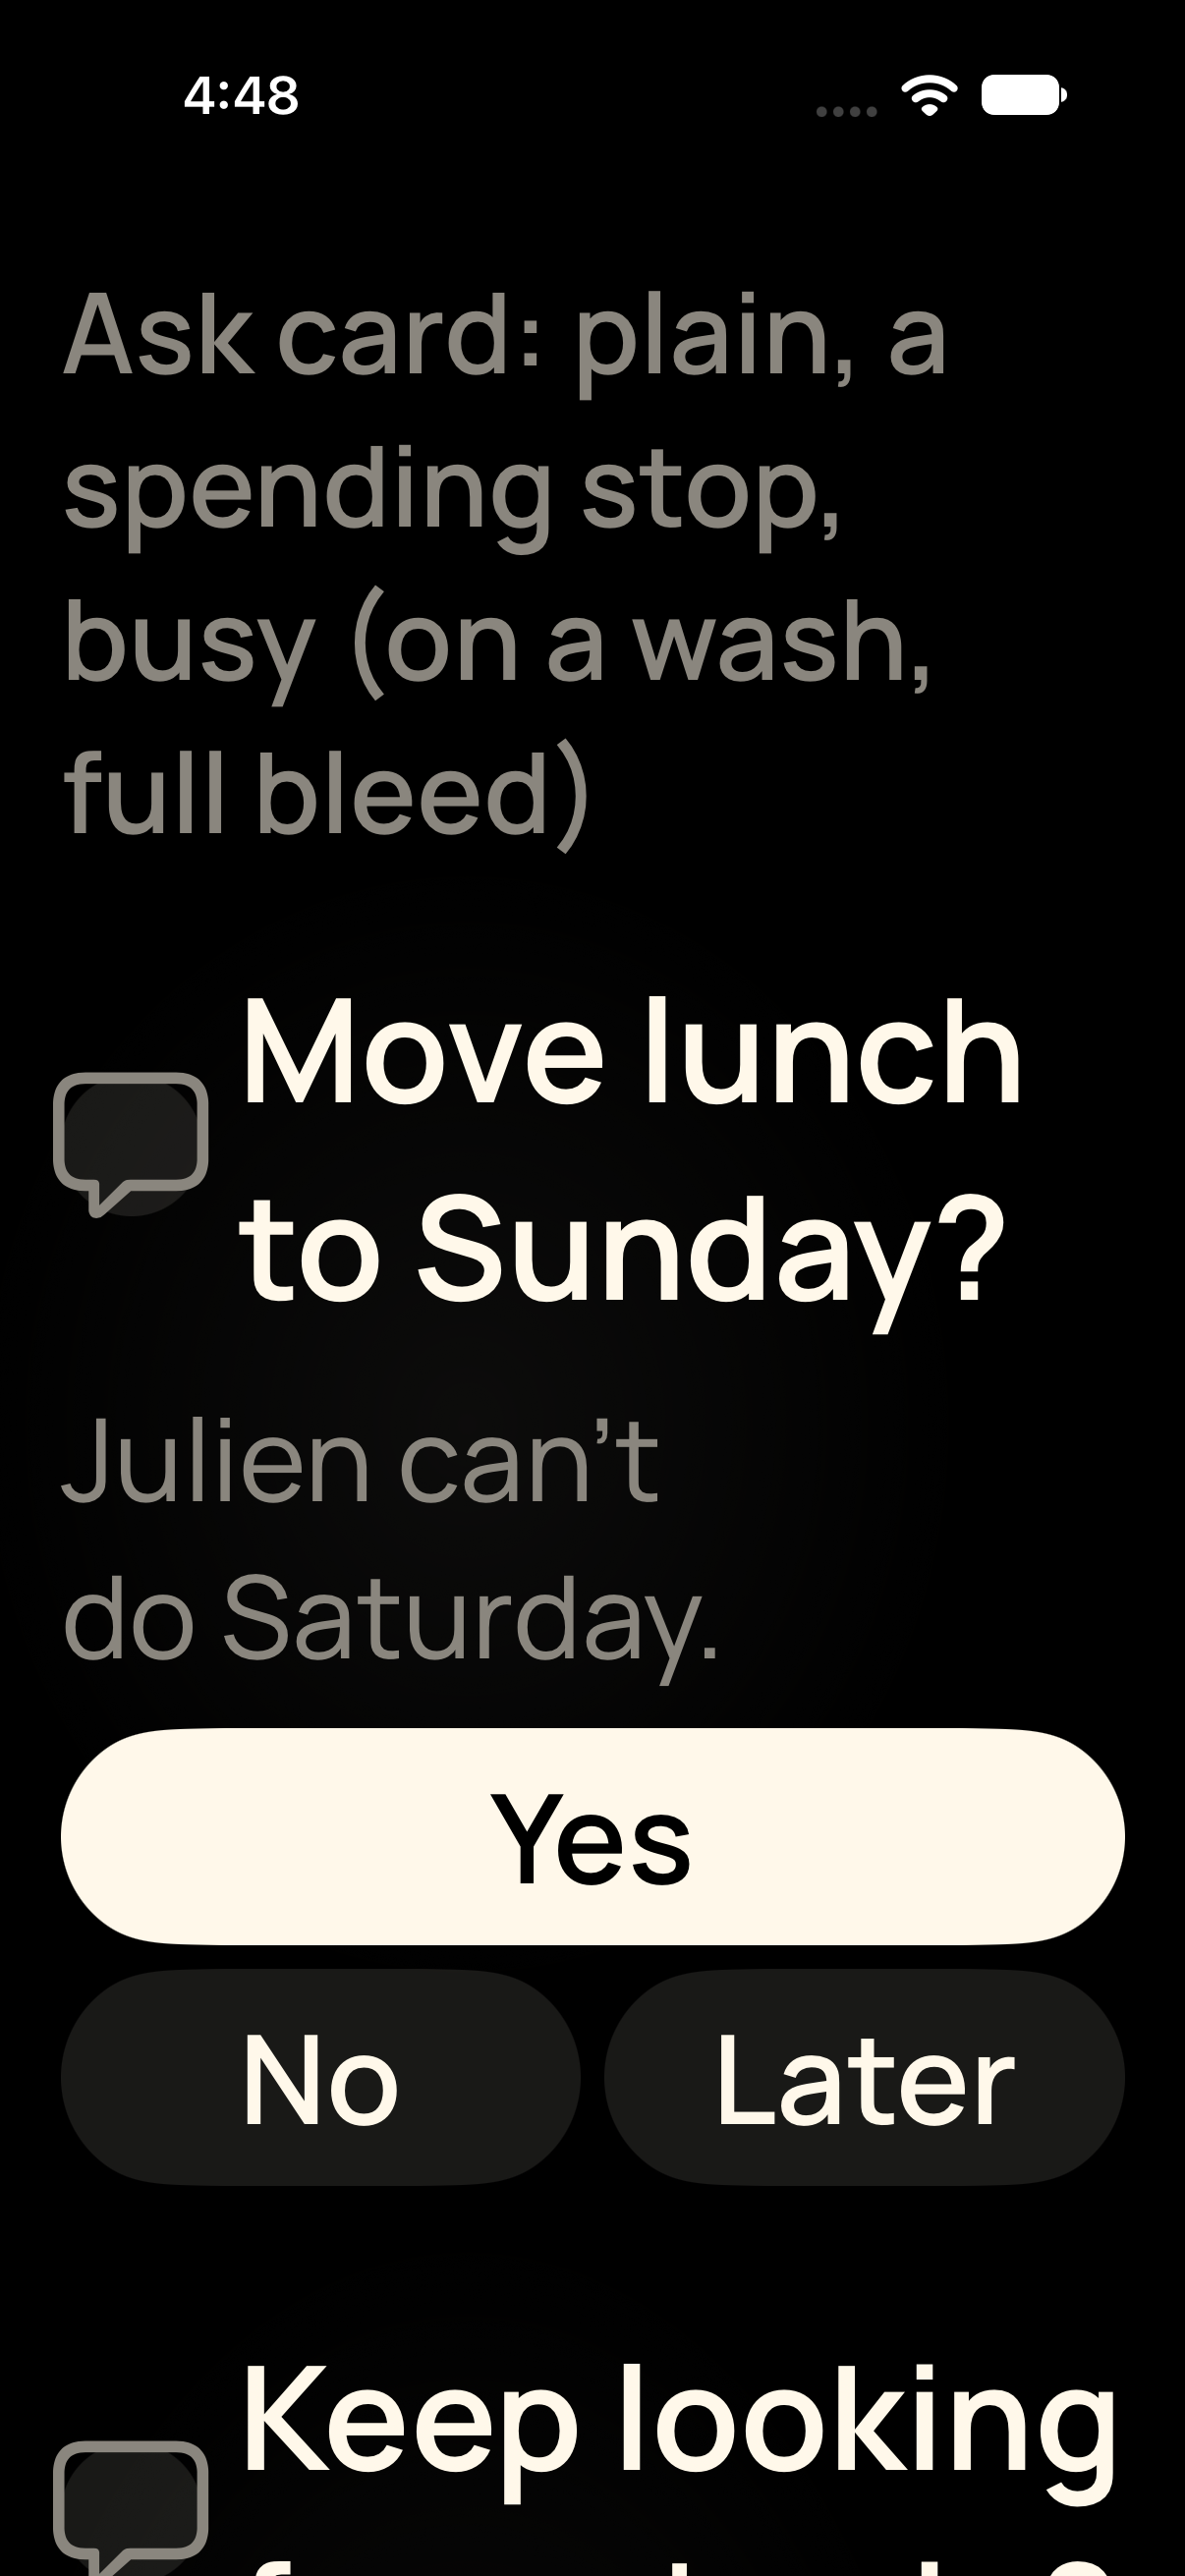 4:48
Ask card: plain, a
spending stop,
busy (on a wash,
full bleed)
Move lunch
to Sunday?
Julien can’t
do Saturday.
Yes
No
Later
Keep looking